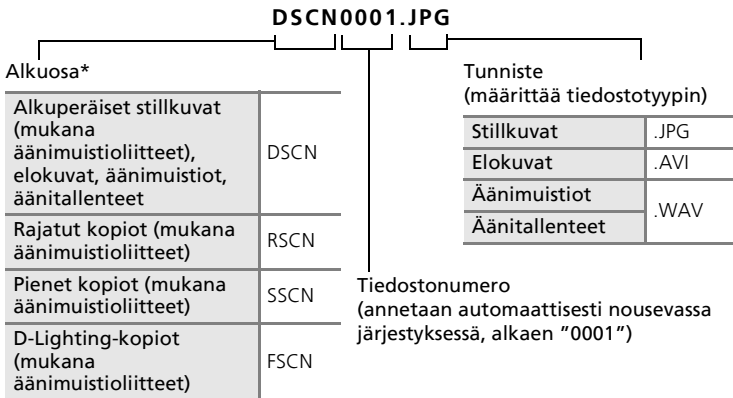 DSCN0001.JPG
Alkuosa*
Alkuperäiset stillkuvat
(mukana
äänimuistioliitteet),
elokuvat, äänimuistiot,
äänitallenteet
DSCN
Rajatut kopiot (mukana
äänimuistioliitteet)
RSCN
Pienet kopiot (mukana
äänimuistioliitteet)
SSCN
D-Lighting-kopiot
(mukana
äänimuistioliitteet)
FSCN
Tunniste
(määrittää tiedostotyypin)
Stillkuvat
.JPG
Elokuvat
.AVI
Äänimuistiot
Äänitallenteet
.WAV
Tiedostonumero
(annetaan automaattisesti nousevassa
järjestyksessä, alkaen ”0001”)